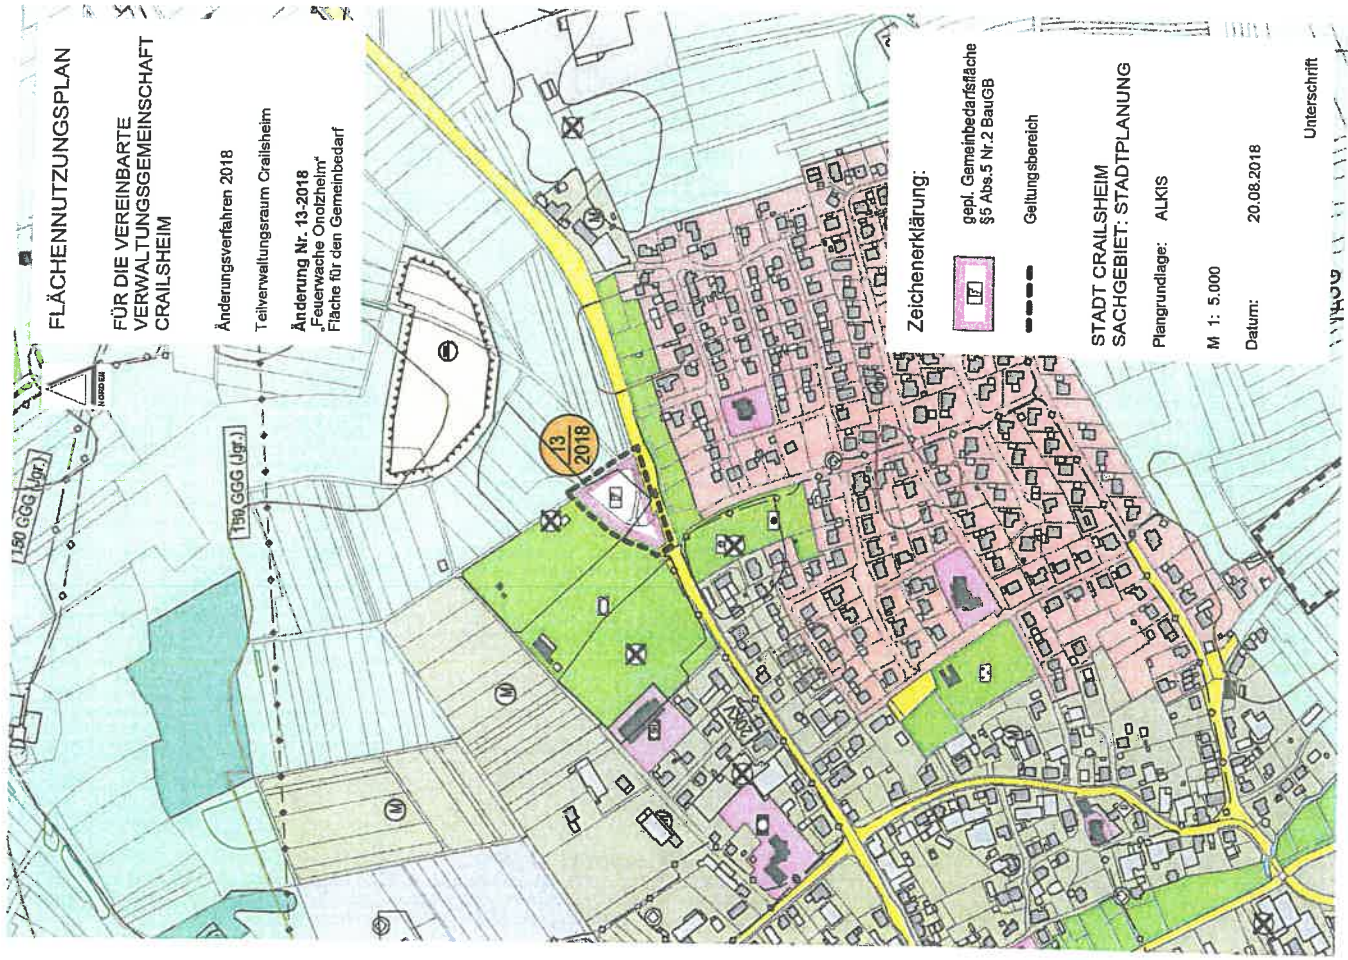 FLÄCHENNUTZUNGSPLAN
FÜR DIE VEREINBARTE
VERWALTUNGSGEMEINSCHAFT
CRAILSHEIM
Änderungsverfahren 2018
Teilverwaltungsraum Crailsheim
Änderung Nr. 13-2018
„Feuerwache Onolzheim“
Fläche für den Gemeinbedarf
NORDEN
150 GGG (Jgr.)
150 GGG (Jgr.)
13
2018
F
M
M
M
M
20KV
Zeichenerklärung:
F
gepl. Gemeinbedarfsfläche
§5 Abs.5 Nr.2 BauGB
Geltungsbereich
STADT CRAILSHEIM
SACHGEBIET: STADTPLANUNG
Plangrundlage: ALKIS
M 1: 5.000
Datum: 20.08.2018
Unterschrift